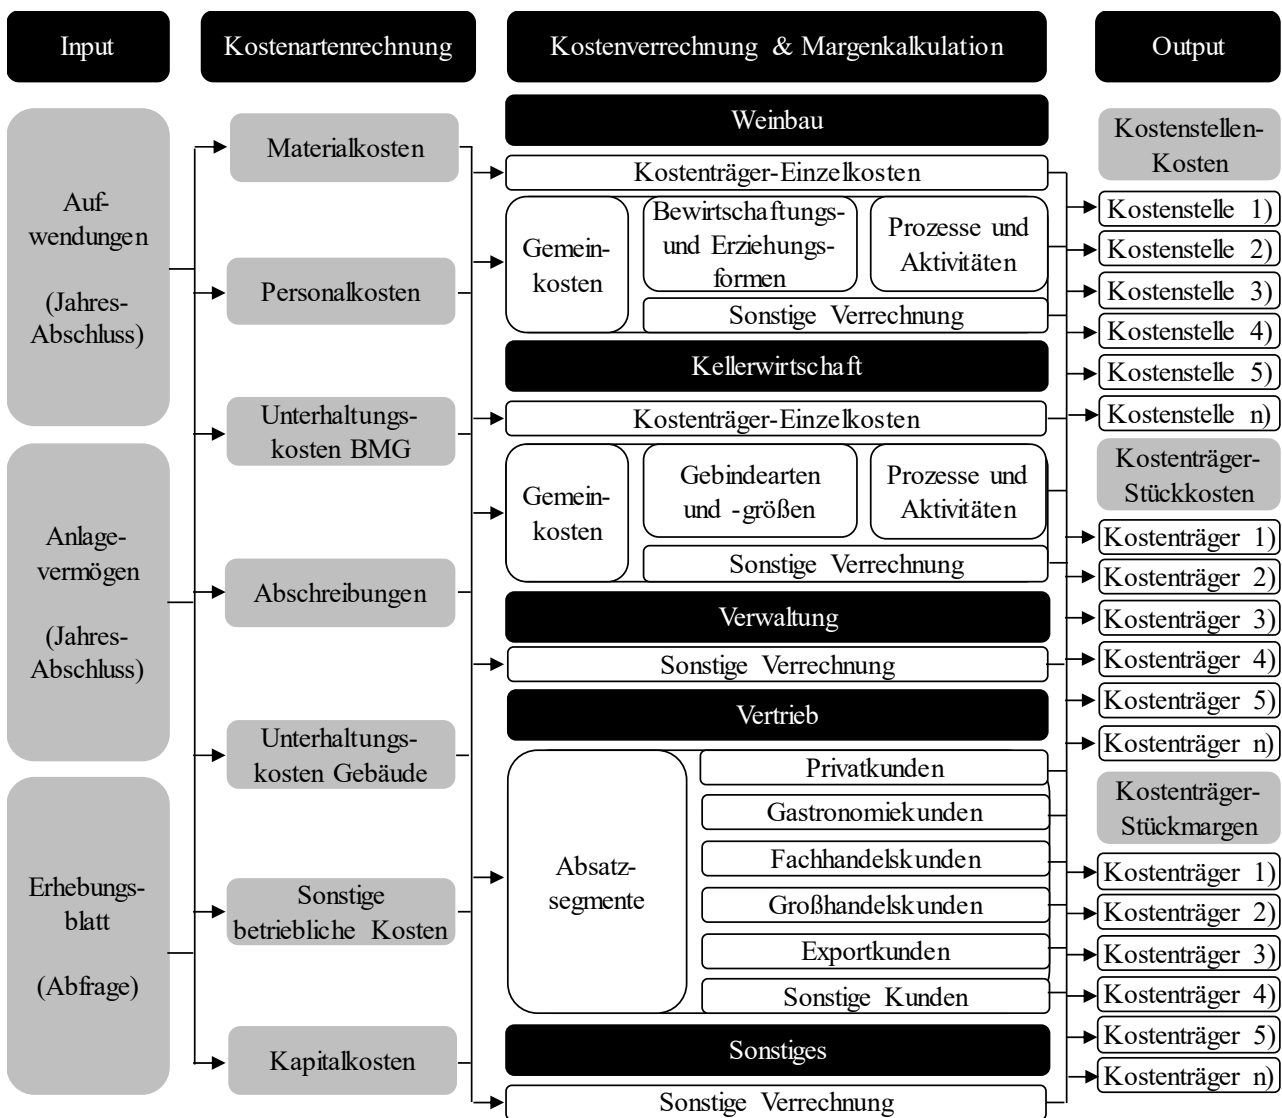 Input
Kostenartenrechnung
Kostenverrechnung & Margenkalkulation
Output
Auf-
wendungen
(Jahres-
Abschluss)
Anlage-
vermögen
(Jahres-
Abschluss)
Erhebungs-
blatt
(Abfrage)
Materialkosten
Personalkosten
Unterhaltungs-
kosten BMG
Abschreibungen
Unterhaltungs-
kosten Gebäude
Sonstige
betriebliche Kosten
Kapitalkosten
Weinbau
Kostenträger-Einzelkosten
Gemein-
kosten
Bewirtschaftungs-
und Erziehungs-
formen
Prozesse und
Aktivitäten
Sonstige Verrechnung
Kellerwirtschaft
Kostenträger-Einzelkosten
Gemein-
kosten
Gebindearten
und -größen
Prozesse und
Aktivitäten
Sonstige Verrechnung
Verwaltung
Sonstige Verrechnung
Vertrieb
Absatz-
segmente
Privatkunden
Gastronomiekunden
Fachhandelskunden
Großhandelskunden
Exportkunden
Sonstige Kunden
Sonstiges
Sonstige Verrechnung
Kostenstellen-
Kosten
Kostenstelle 1)
Kostenstelle 2)
Kostenstelle 3)
Kostenstelle 4)
Kostenstelle 5)
Kostenstelle n)
Kostenträger-
Stückkosten
Kostenträger 1)
Kostenträger 2)
Kostenträger 3)
Kostenträger 4)
Kostenträger 5)
Kostenträger n)
Kostenträger-
Stückmargen
Kostenträger 1)
Kostenträger 2)
Kostenträger 3)
Kostenträger 4)
Kostenträger 5)
Kostenträger n)